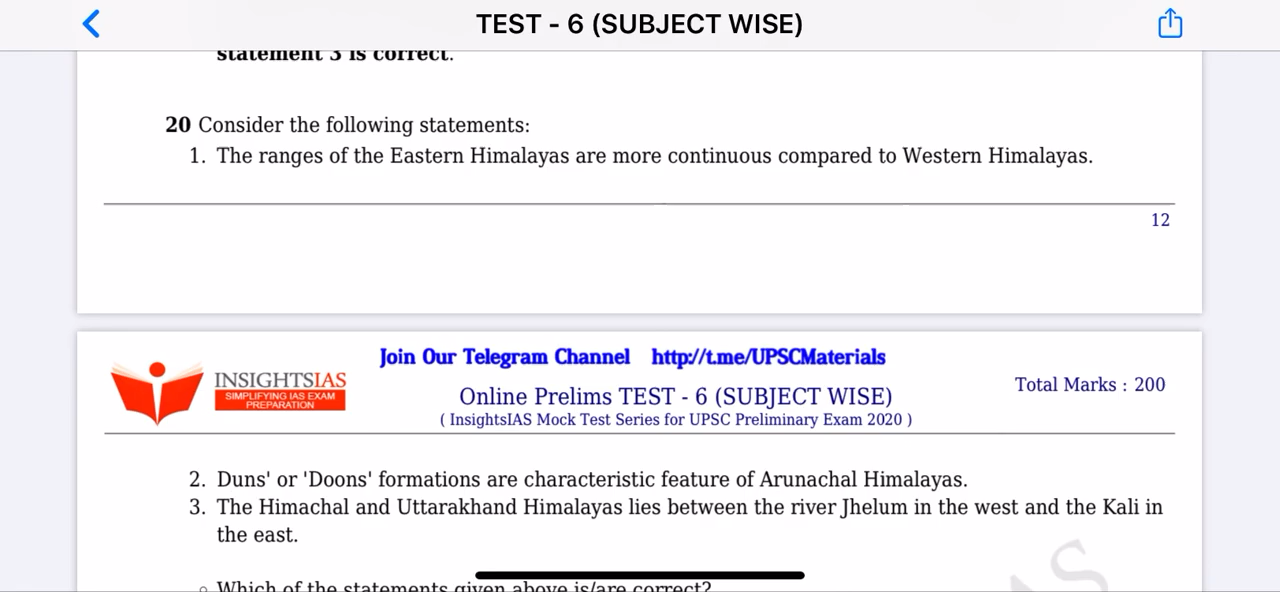 TEST - 6 (SUBJECT WISE)
statement 3 is correct.
20 Consider the following statements:
1. The ranges of the Eastern Himalayas are more continuous compared to Western Himalayas.
12
Join Our Telegram Channel http://t.me/UPSCMaterials
INSIGHTSIAS
SIMPLIFYING IAS EXAM
PREPARATION
Online Prelims TEST - 6 (SUBJECT WISE)
Total Marks : 200
( InsightsIAS Mock Test Series for UPSC Preliminary Exam 2020 )
2. Duns' or 'Doons' formations are characteristic feature of Arunachal Himalayas.
3. The Himachal and Uttarakhand Himalayas lies between the river Jhelum in the west and the Kali in
the east.
Which of the statements given above is/are correct?
AS